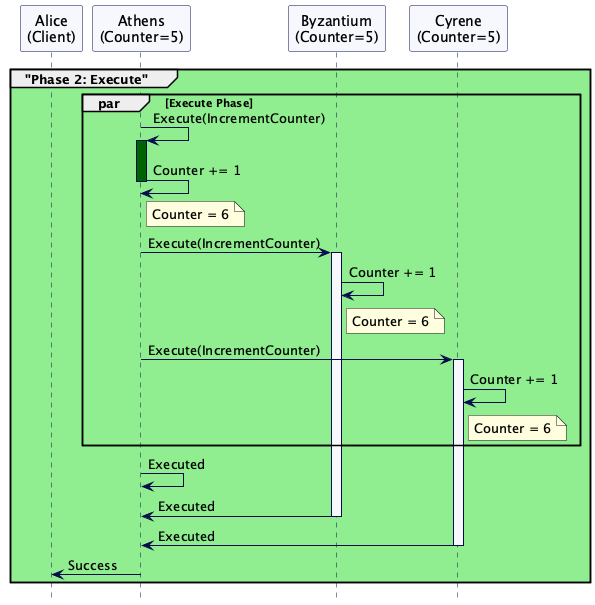 Alice
(Client)
Athens
(Counter=5)
Byzantium
(Counter=5)
Cyrene
(Counter=5)
"Phase 2: Execute"
par [Execute Phase]
Execute(IncrementCounter)
Counter += 1
Counter = 6
Execute(IncrementCounter)
Counter += 1
Counter = 6
Execute(IncrementCounter)
Counter += 1
Counter = 6
Executed
Executed
Executed
Success